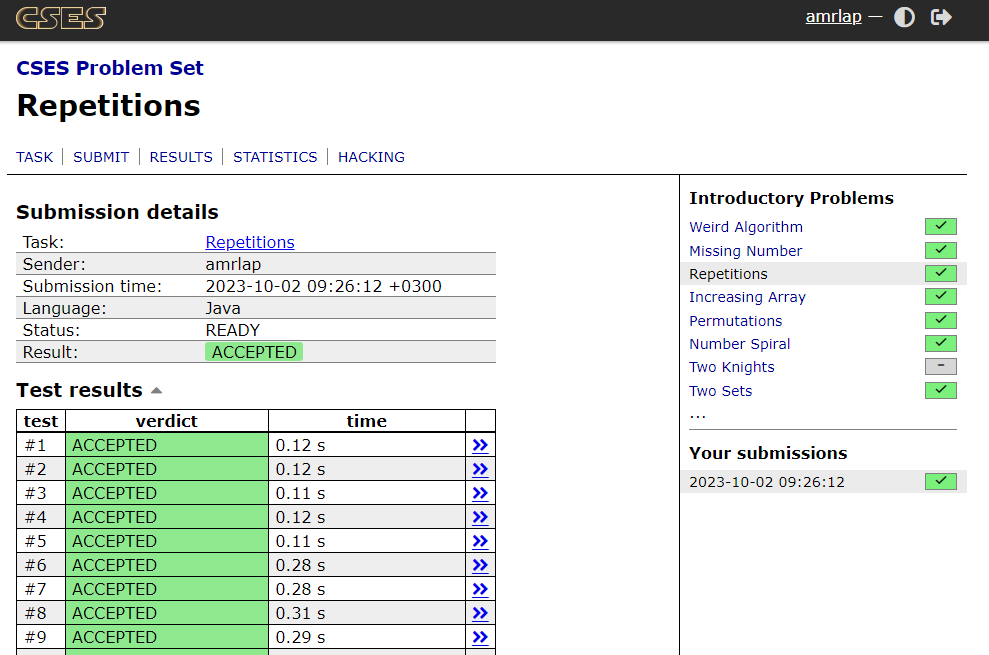 CSES
amrlap —
CSES Problem Set
Repetitions
TASK | SUBMIT | RESULTS | STATISTICS | HACKING
Submission details
Task: Repetitions
Sender: amrlap
Submission time: 2023-10-02 09:26:12 +0300
Language: Java
Status: READY
Result: ACCEPTED
Test results
test verdict time
#1 ACCEPTED 0.12 s »
#2 ACCEPTED 0.12 s »
#3 ACCEPTED 0.11 s »
#4 ACCEPTED 0.12 s »
#5 ACCEPTED 0.11 s »
#6 ACCEPTED 0.28 s »
#7 ACCEPTED 0.28 s »
#8 ACCEPTED 0.31 s »
#9 ACCEPTED 0.29 s »
Introductory Problems
Weird Algorithm ✓
Missing Number ✓
Repetitions ✓
Increasing Array ✓
Permutations ✓
Number Spiral ✓
Two Knights –
Two Sets ✓
...
Your submissions
2023-10-02 09:26:12 ✓